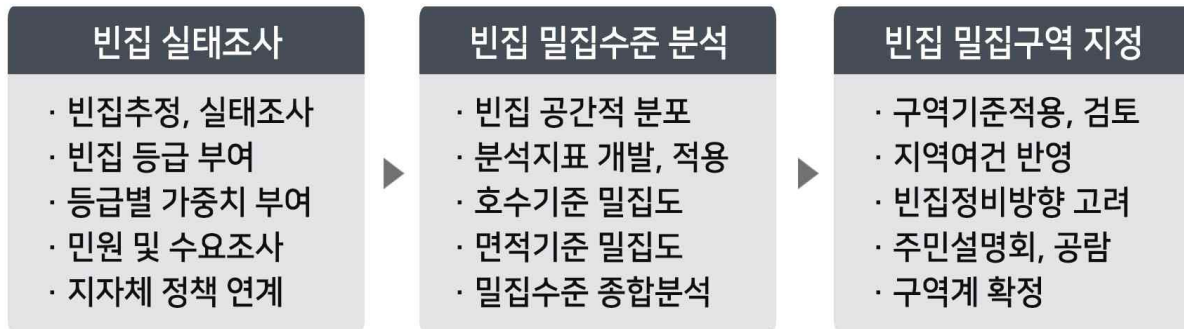 빈집 실태조사
· 빈집추정, 실태조사
· 빈집 등급 부여
· 등급별 가중치 부여
· 민원 및 수요조사
· 지자체 정책 연계
빈집 밀집수준 분석
· 빈집 공간적 분포
· 분석지표 개발, 적용
· 호수기준 밀집도
· 면적기준 밀집도
· 밀집수준 종합분석
빈집 밀집구역 지정
· 구역기준적용, 검토
· 지역여건 반영
· 빈집정비방향 고려
· 주민설명회, 공람
· 구역계 확정